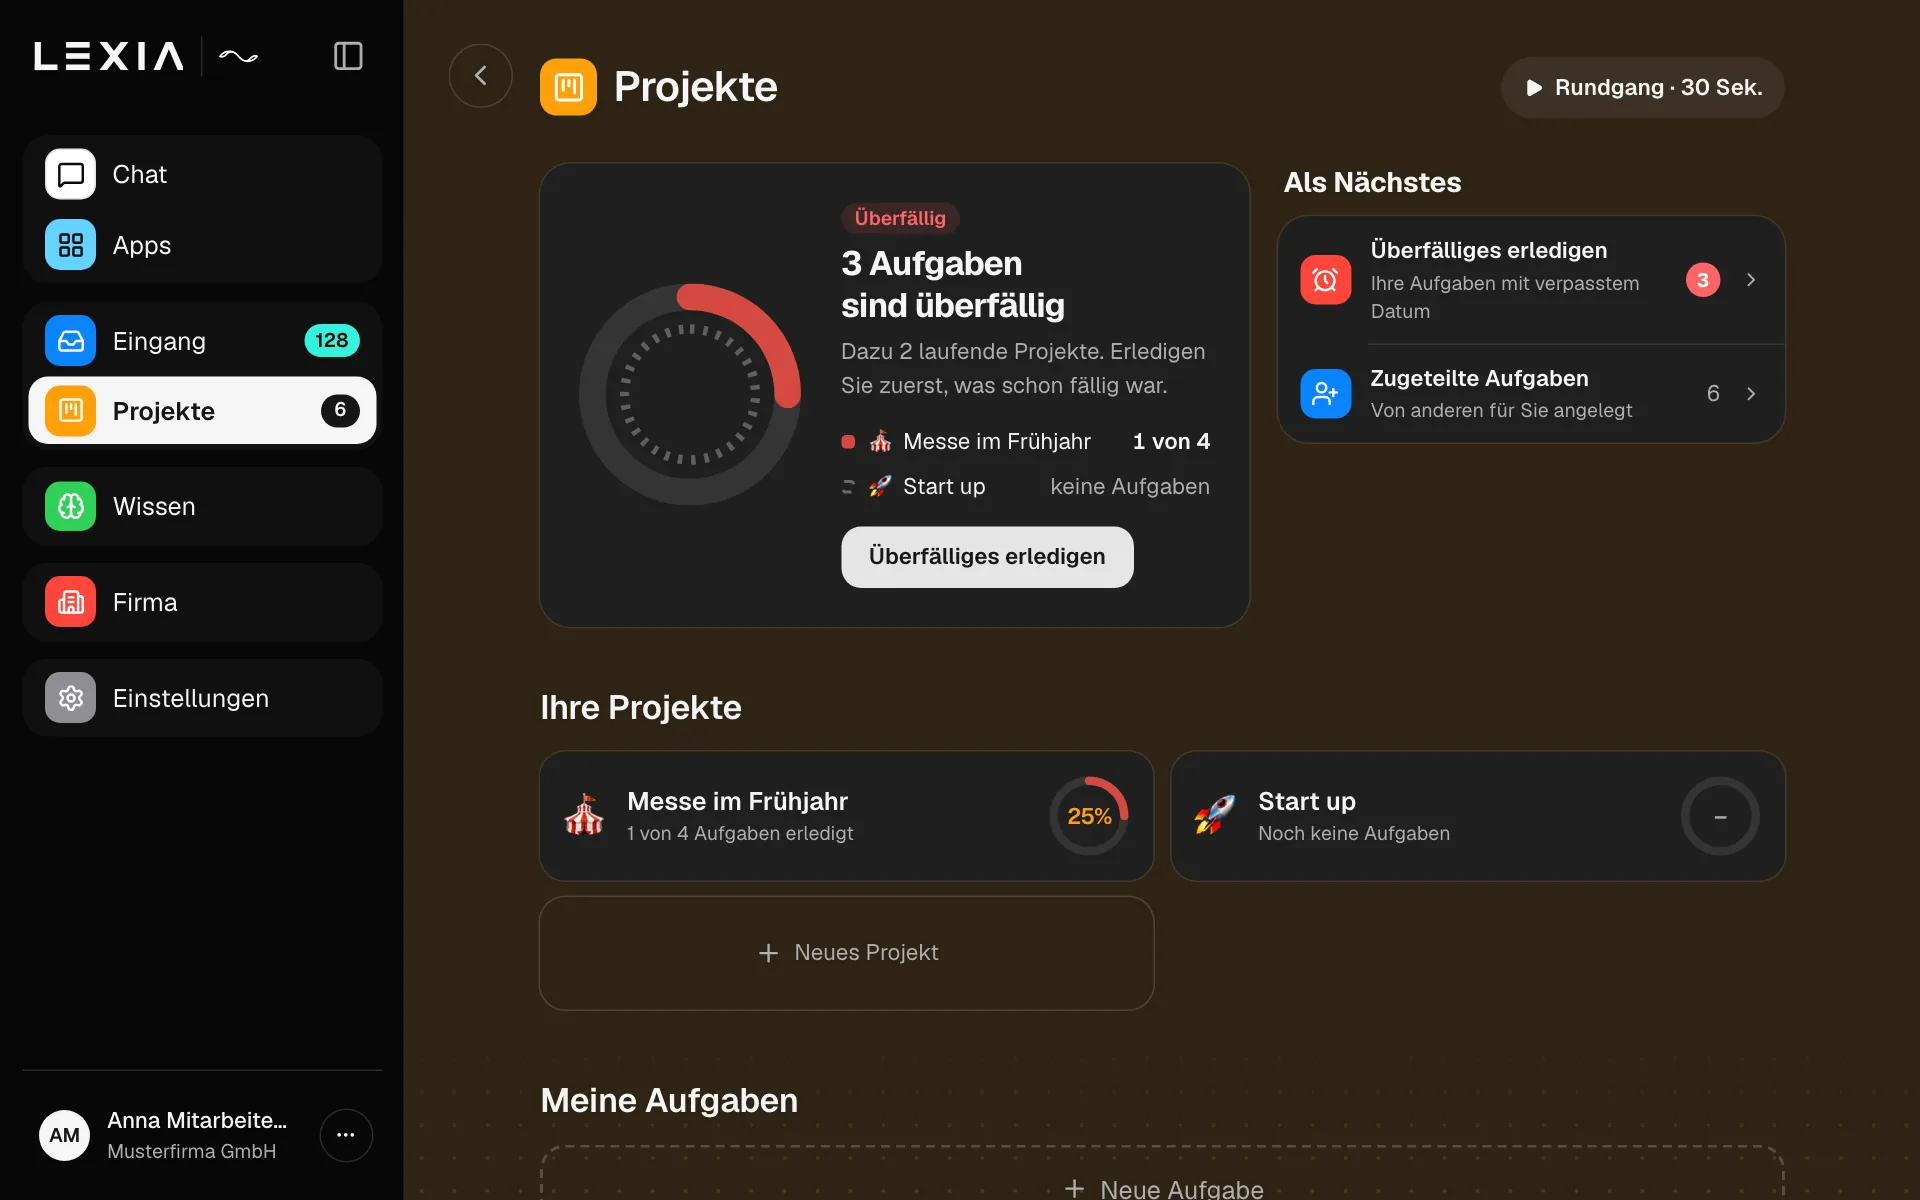 LEXIA
Chat
Apps
Eingang
128
Projekte
6
Wissen
Firma
Einstellungen
AM
Anna Mitarbeite...
Musterfirma GmbH
Projekte
Rundgang · 30 Sek.
Überfällig
3 Aufgaben
sind überfällig
Dazu 2 laufende Projekte. Erledigen
Sie zuerst, was schon fällig war.
Messe im Frühjahr 1 von 4
Start up keine Aufgaben
Überfälliges erledigen
Als Nächstes
Überfälliges erledigen
Ihre Aufgaben mit verpasstem
Datum
3
Zugeteilte Aufgaben
Von anderen für Sie angelegt
6
Ihre Projekte
Messe im Frühjahr
1 von 4 Aufgaben erledigt
25%
Start up
Noch keine Aufgaben
–
+ Neues Projekt
Meine Aufgaben
+ Neue Aufgabe